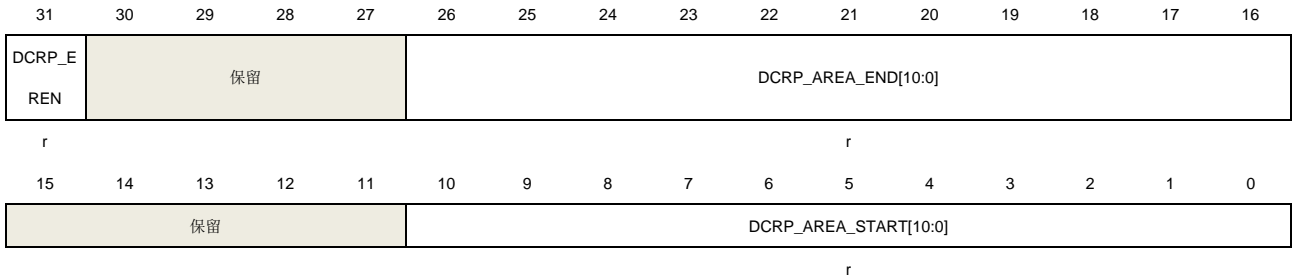 31 30 29 28 27 26 25 24 23 22 21 20 19 18 17 16
DCRP_E
REN
保留
DCRP_AREA_END[10:0]
r r
15 14 13 12 11 10 9 8 7 6 5 4 3 2 1 0
保留 DCRP_AREA_START[10:0]
r